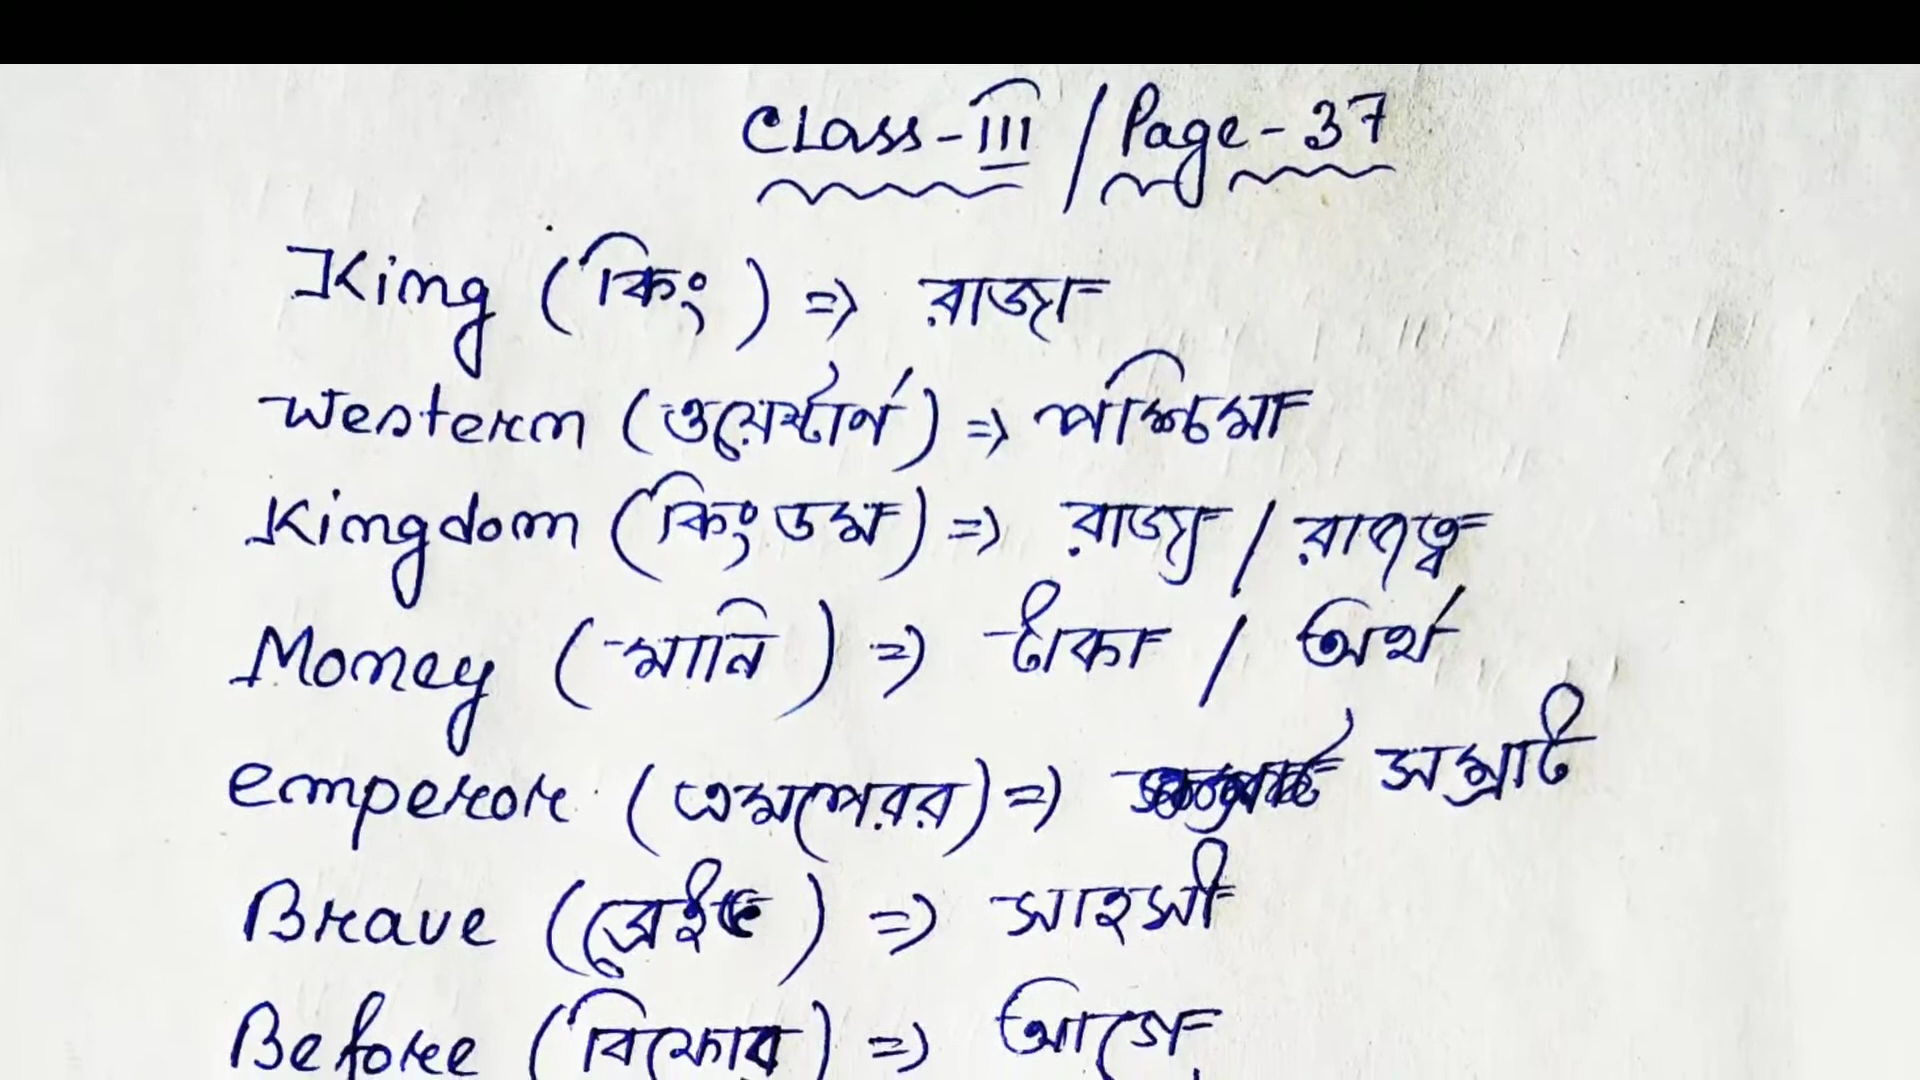 Class-III / Page-37
King (কিং) => রাজা
Western (ওয়ের্ষ্টান) => পশ্চিমা
Kingdom (কিংডম) => রাজ্য / রাজত্ব
Money (মানি) => টাকা / অর্থ
emperor (এমপেরর) => সম্রাট
Brave (ব্রেইভ) => সাহসী
Before (বিফোর) => আগে